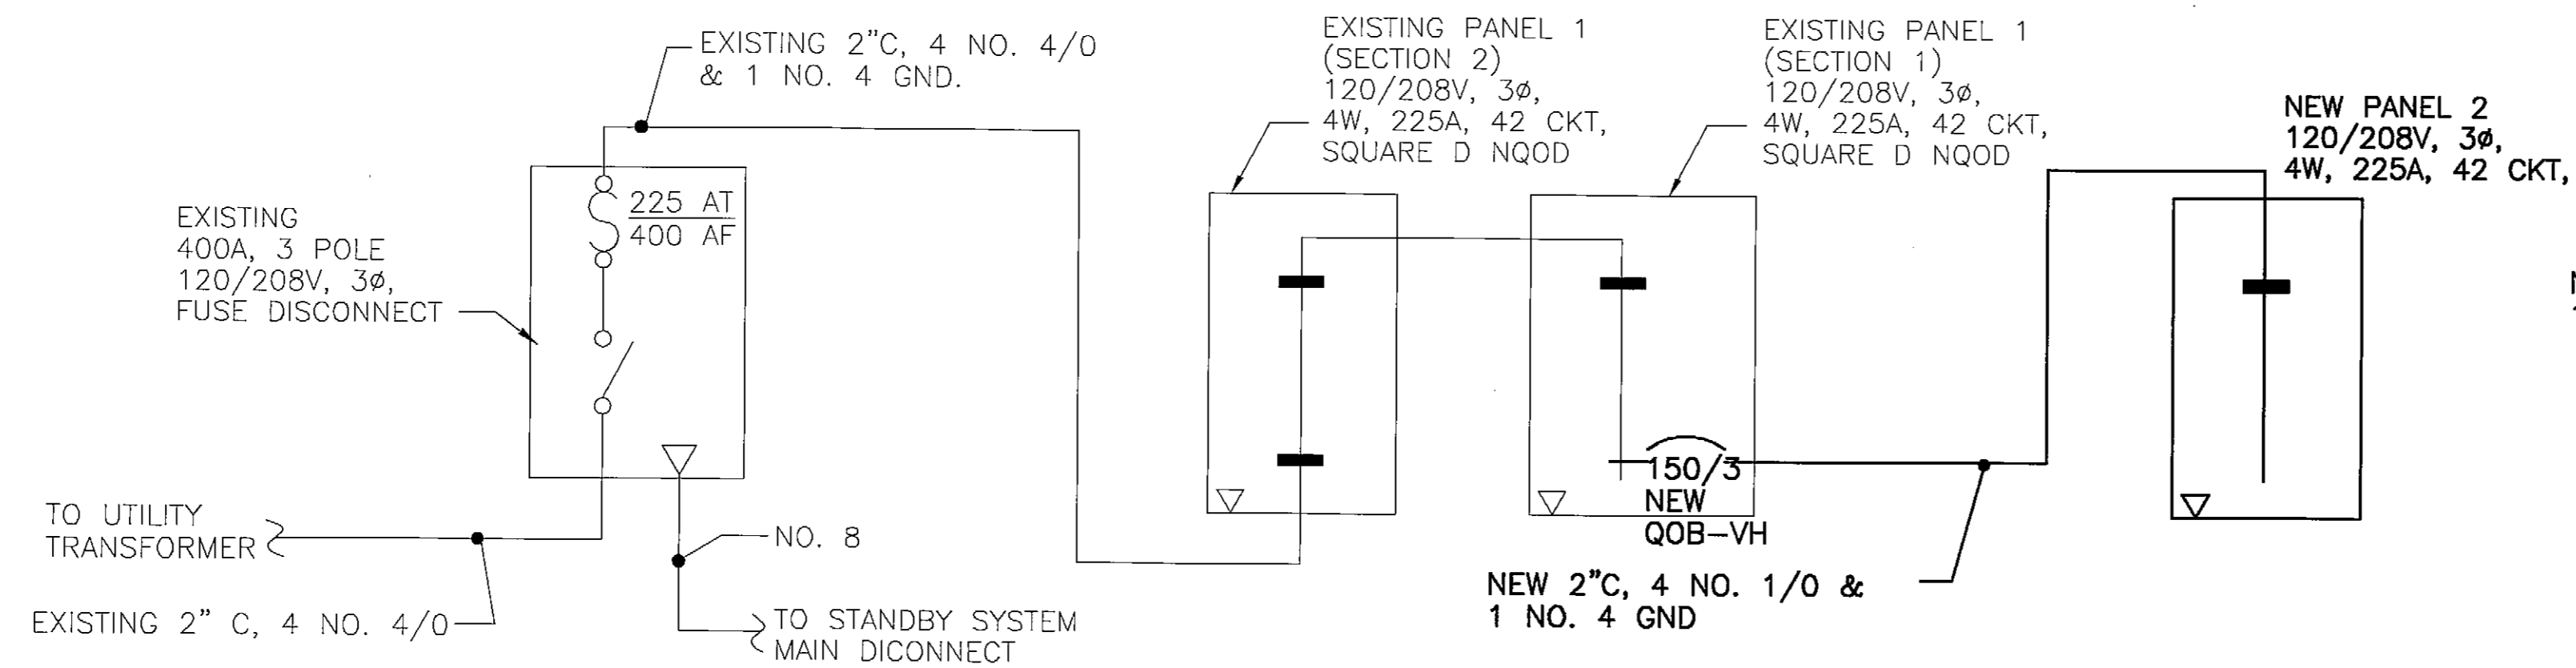 EXISTING 2"C, 4 NO. 4/0
& 1 NO. 4 GND.
EXISTING PANEL 1
(SECTION 2)
120/208V, 3ø,
4W, 225A, 42 CKT,
SQUARE D NQOD
EXISTING PANEL 1
(SECTION 1)
120/208V, 3ø,
4W, 225A, 42 CKT,
SQUARE D NQOD
NEW PANEL 2
120/208V, 3ø,
4W, 225A, 42 CKT,
EXISTING
400A, 3 POLE
120/208V, 3ø,
FUSE DISCONNECT
225 AT
400 AF
150/3
NEW
QOB-VH
TO UTILITY
TRANSFORMER
NO. 8
NEW 2"C, 4 NO. 1/0 &
1 NO. 4 GND
EXISTING 2" C, 4 NO. 4/0
TO STANDBY SYSTEM
MAIN DICONNECT